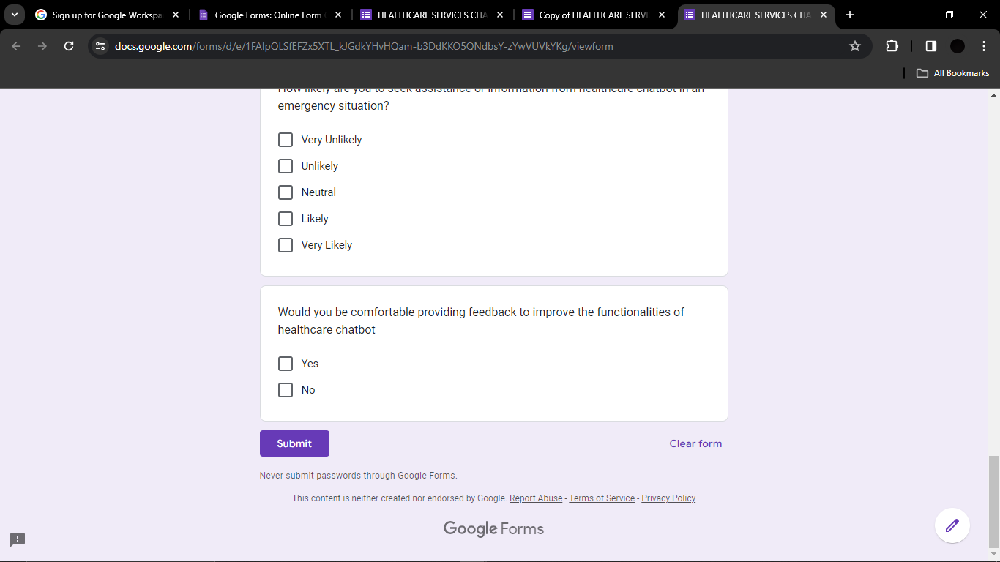 Sign up for Google Workspa
Google Forms: Online Form
HEALTHCARE SERVICES CHA
Copy of HEALTHCARE SERVI
HEALTHCARE SERVICES CHA
docs.google.com/forms/d/e/1FAIpQLSfEFZx5XTL_kJGdkYHvHQam-b3DdKKO5QNdbsY-zYwVUVkYKg/viewform
All Bookmarks
How likely are you to seek assistance or information from healthcare chatbot in an
emergency situation?
Very Unlikely
Unlikely
Neutral
Likely
Very Likely
Would you be comfortable providing feedback to improve the functionalities of
healthcare chatbot
Yes
No
Submit
Clear form
Never submit passwords through Google Forms.
This content is neither created nor endorsed by Google. Report Abuse - Terms of Service - Privacy Policy
Google Forms